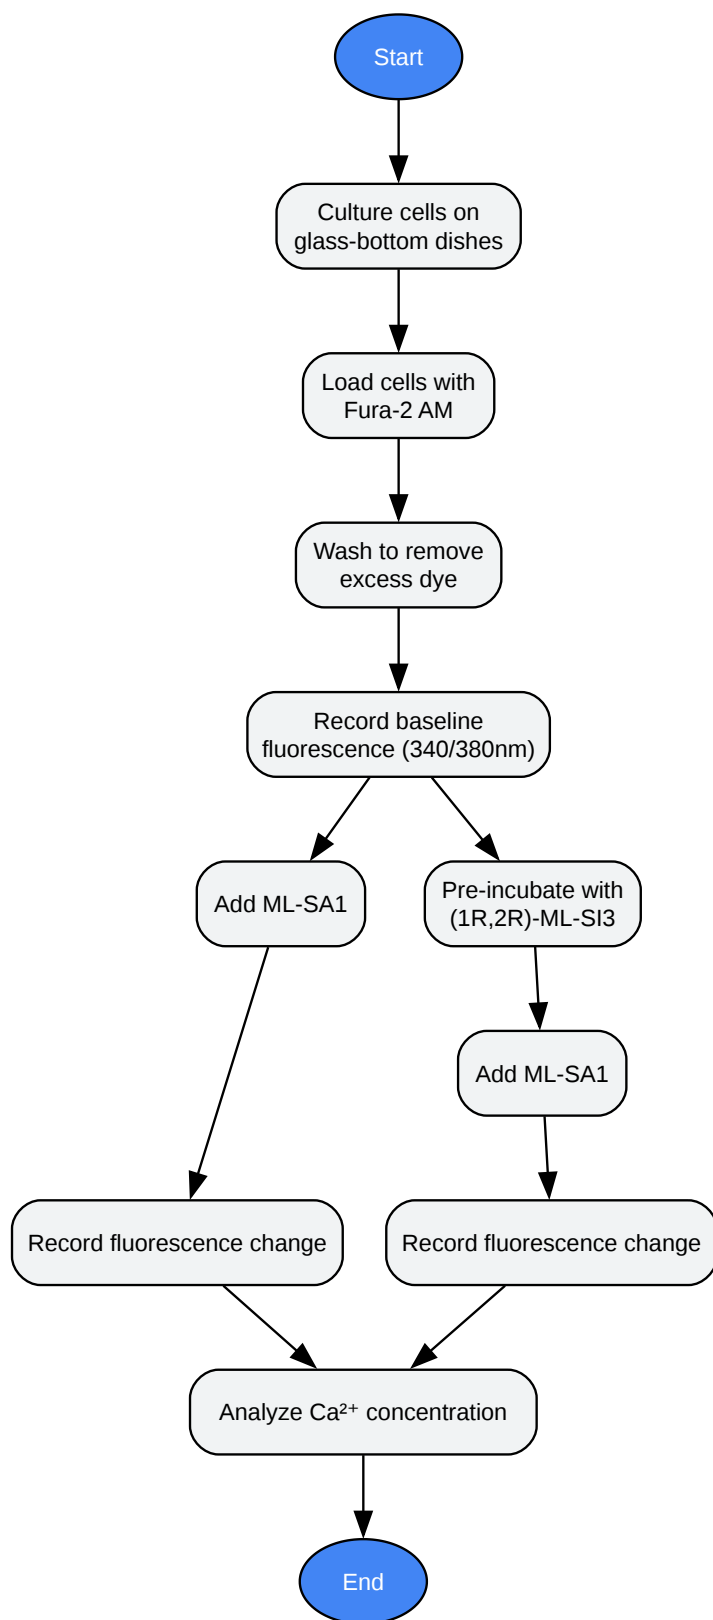 Start
Culture cells on
glass-bottom dishes
Load cells with
Fura-2 AM
Wash to remove
excess dye
Record baseline
fluorescence (340/380nm)
Add ML-SA1
Pre-incubate with
(1R,2R)-ML-SI3
Add ML-SA1
Record fluorescence change
Record fluorescence change
Analyze Ca²⁺ concentration
End